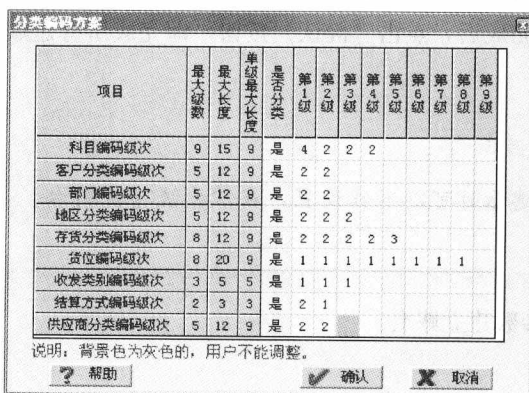 分类编码方案
项目 最大级数 最大长度 单级最大长度 是否分类 第1级 第2级 第3级 第4级 第5级 第6级 第7级 第8级 第9级
科目编码级次 9 15 9 是 4 2 2 2
客户分类编码级次 5 12 9 是 2 2
部门编码级次 5 12 9 是 2 2
地区分类编码级次 5 12 9 是 2 2 2
存货分类编码级次 8 12 9 是 2 2 2 2 3
货位编码级次 8 20 9 是 1 1 1 1 1 1 1 1
收发类别编码级次 3 5 5 是 1 1 1
结算方式编码级次 2 3 3 是 2 1
供应商分类编码级次 5 12 9 是 2 2
说明：背景色为灰色的，用户不能调整。
? 帮助 确认 取消